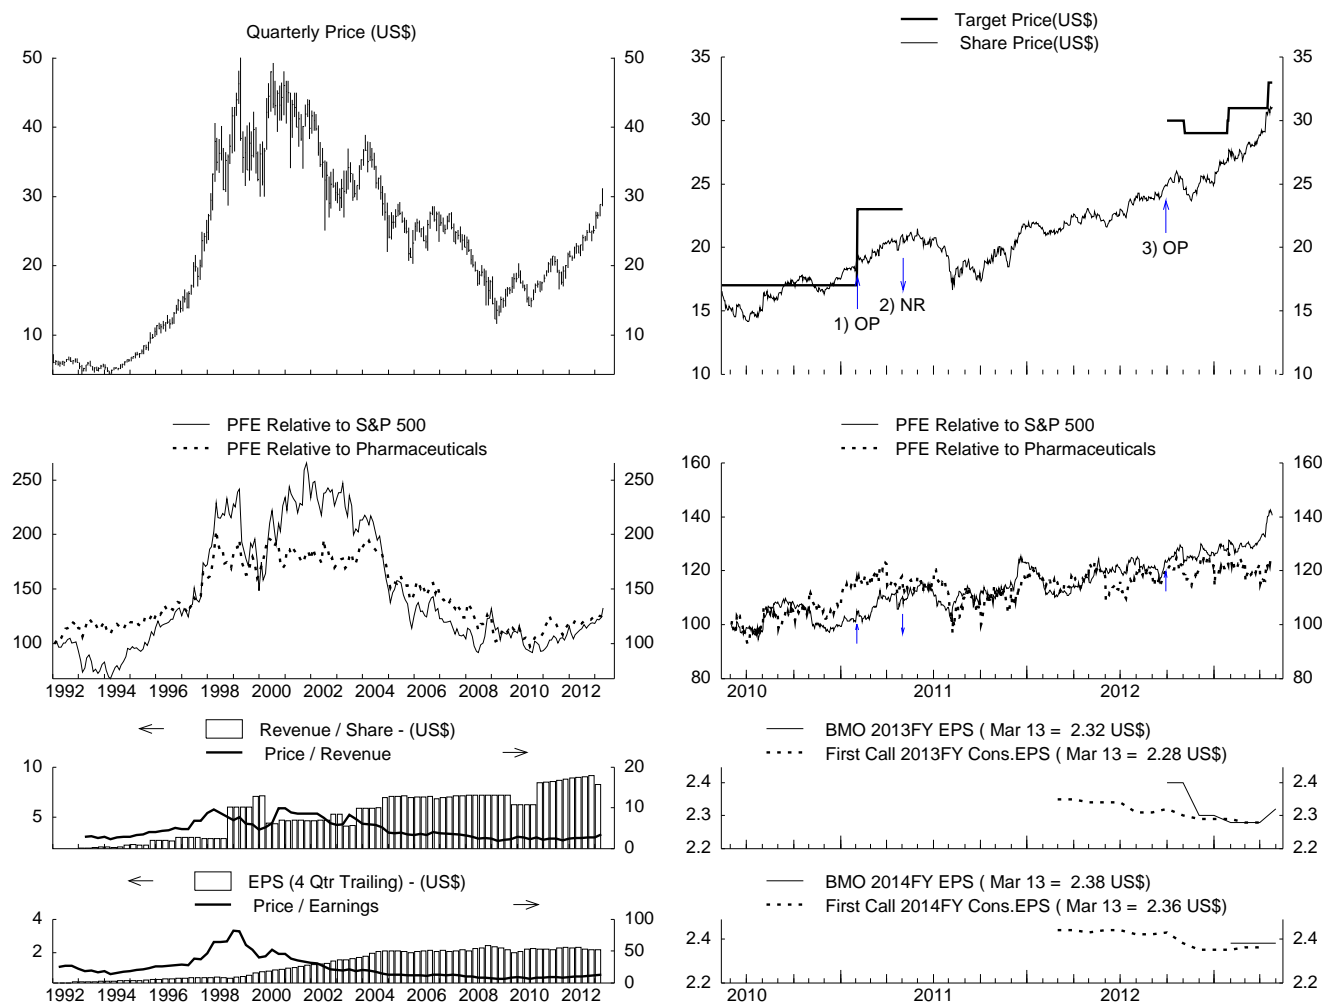 Quarterly Price (US$)
50
50
40
40
30
30
20
20
10
10
Target Price(US$)
Share Price(US$)
35
35
30
30
25
25
20
20
15
15
10
10
1) OP
2) NR
3) OP
PFE Relative to S&P 500
PFE Relative to Pharmaceuticals
250
250
200
200
150
150
100
100
1992 1994 1996 1998 2000 2002 2004 2006 2008 2010 2012
PFE Relative to S&P 500
PFE Relative to Pharmaceuticals
160
160
140
140
120
120
100
100
80
80
2010 2011 2012
Revenue / Share - (US$)
Price / Revenue
10
20
5
10
0
BMO 2013FY EPS ( Mar 13 = 2.32 US$)
First Call 2013FY Cons.EPS ( Mar 13 = 2.28 US$)
2.4
2.4
2.3
2.3
2.2
2.2
EPS (4 Qtr Trailing) - (US$)
Price / Earnings
4
100
2
50
0
1992 1994 1996 1998 2000 2002 2004 2006 2008 2010 2012
BMO 2014FY EPS ( Mar 13 = 2.38 US$)
First Call 2014FY Cons.EPS ( Mar 13 = 2.36 US$)
2.4
2.4
2.2
2.2
2010 2011 2012